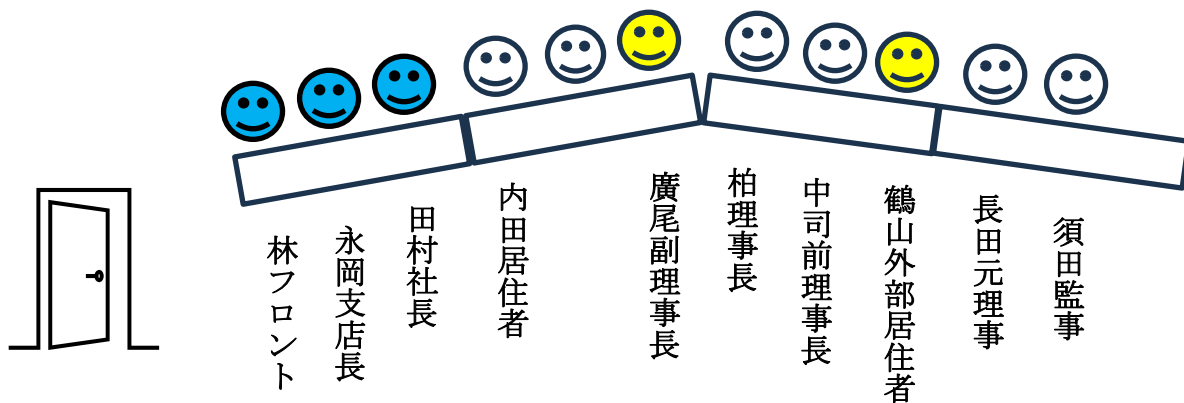 林フロント
永岡支店長
田村社長
内田居住者
廣尾副理事長
柏理事長
中司前理事長
鶴山外部居住者
長田元理事
須田監事